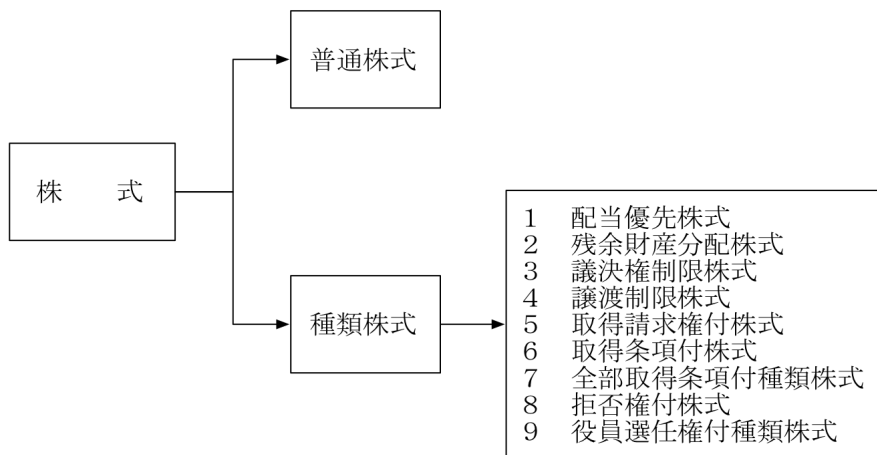 普通株式
株　　式
種類株式
１　配当優先株式
２　残余財産分配株式
３　議決権制限株式
４　譲渡制限株式
５　取得請求権付株式
６　取得条項付株式
７　全部取得条項付種類株式
８　拒否権付株式
９　役員選任権付種類株式